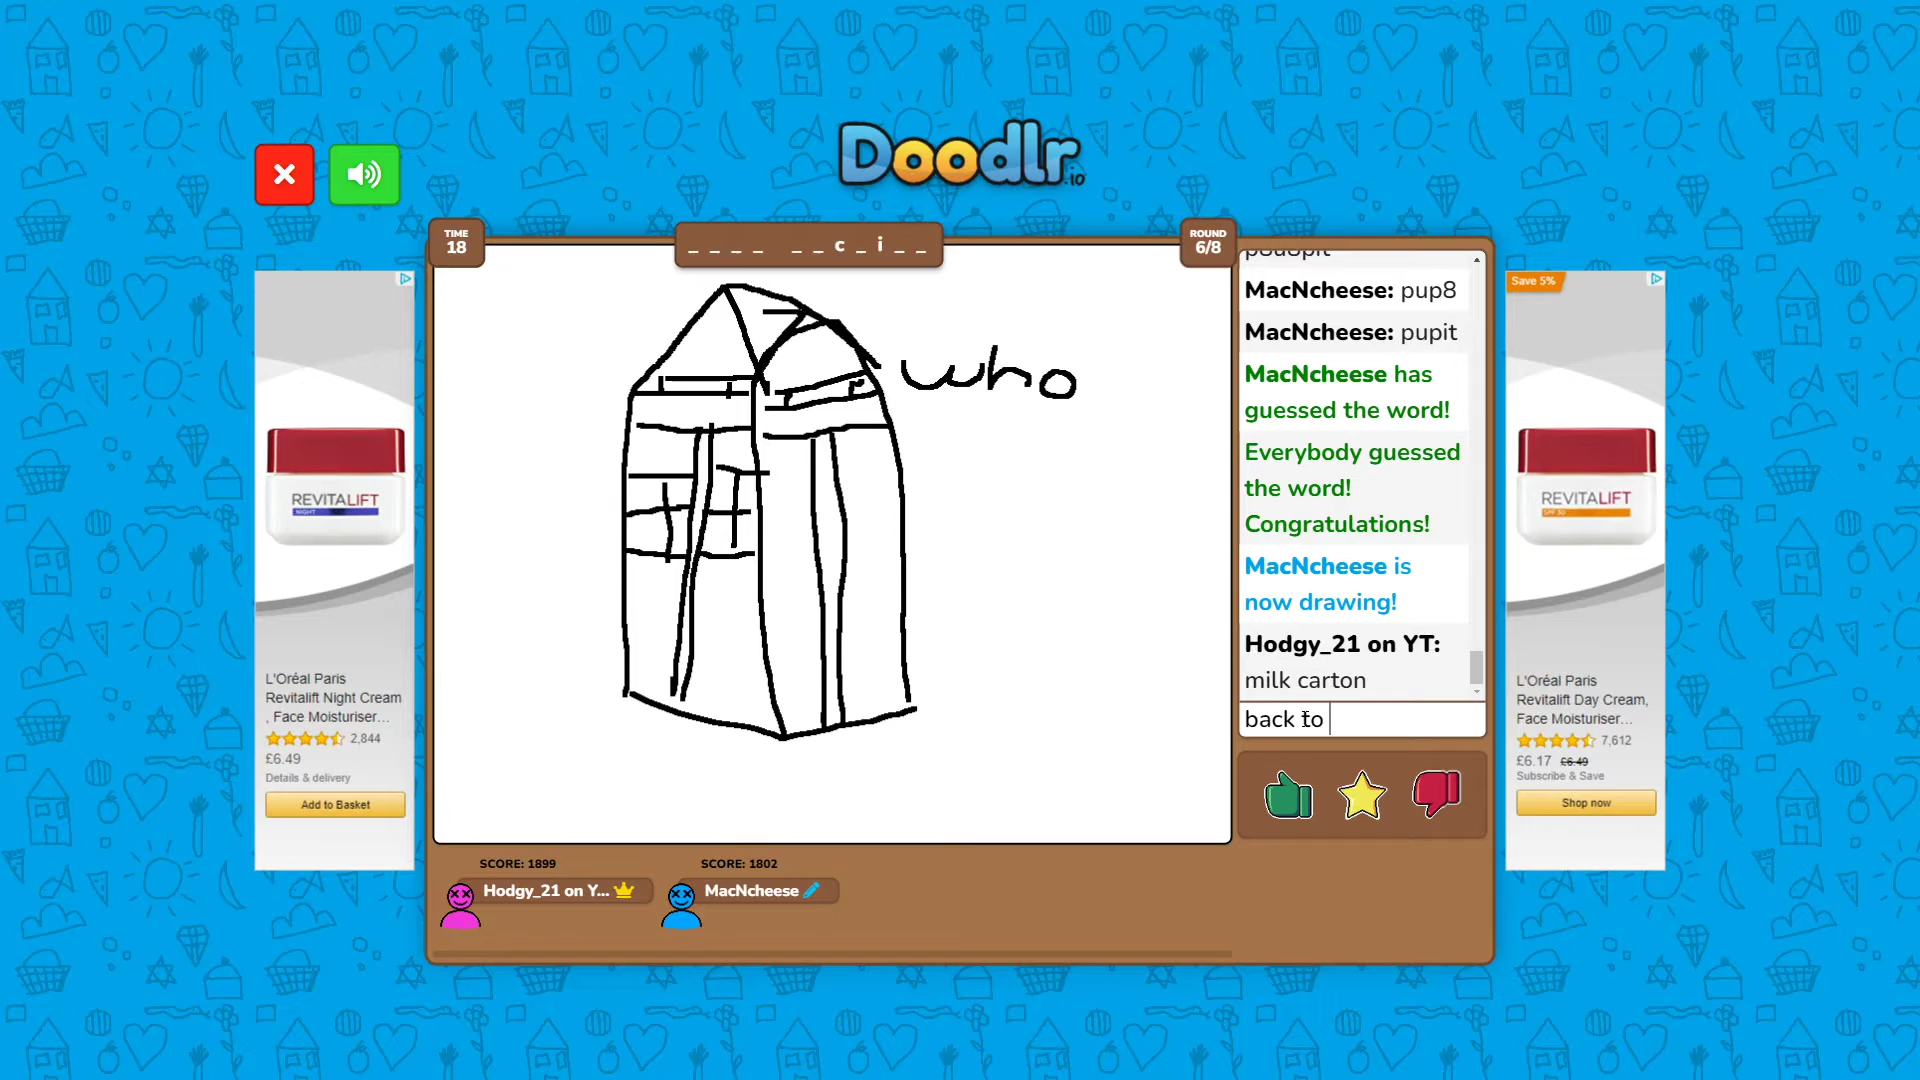 Doodlr.io
TIME
18
_ _ _ _   _ _ c _ i _ _
ROUND
6/8
who
MacNcheese: pup8
MacNcheese: pupit
MacNcheese has
guessed the word!
Everybody guessed
the word!
Congratulations!
MacNcheese is
now drawing!
Hodgy_21 on YT:
milk carton
back to
SCORE: 1899
Hodgy_21 on Y...
SCORE: 1802
MacNcheese
REVITALIFT
NIGHT
L'Oréal Paris
Revitalift Night Cream
, Face Moisturiser...
2,844
£6.49
Details & delivery
Add to Basket
Save 5%
REVITALIFT
L'Oréal Paris
Revitalift Day Cream,
Face Moisturiser...
7,612
£6.17 £6.49
Subscribe & Save
Shop now